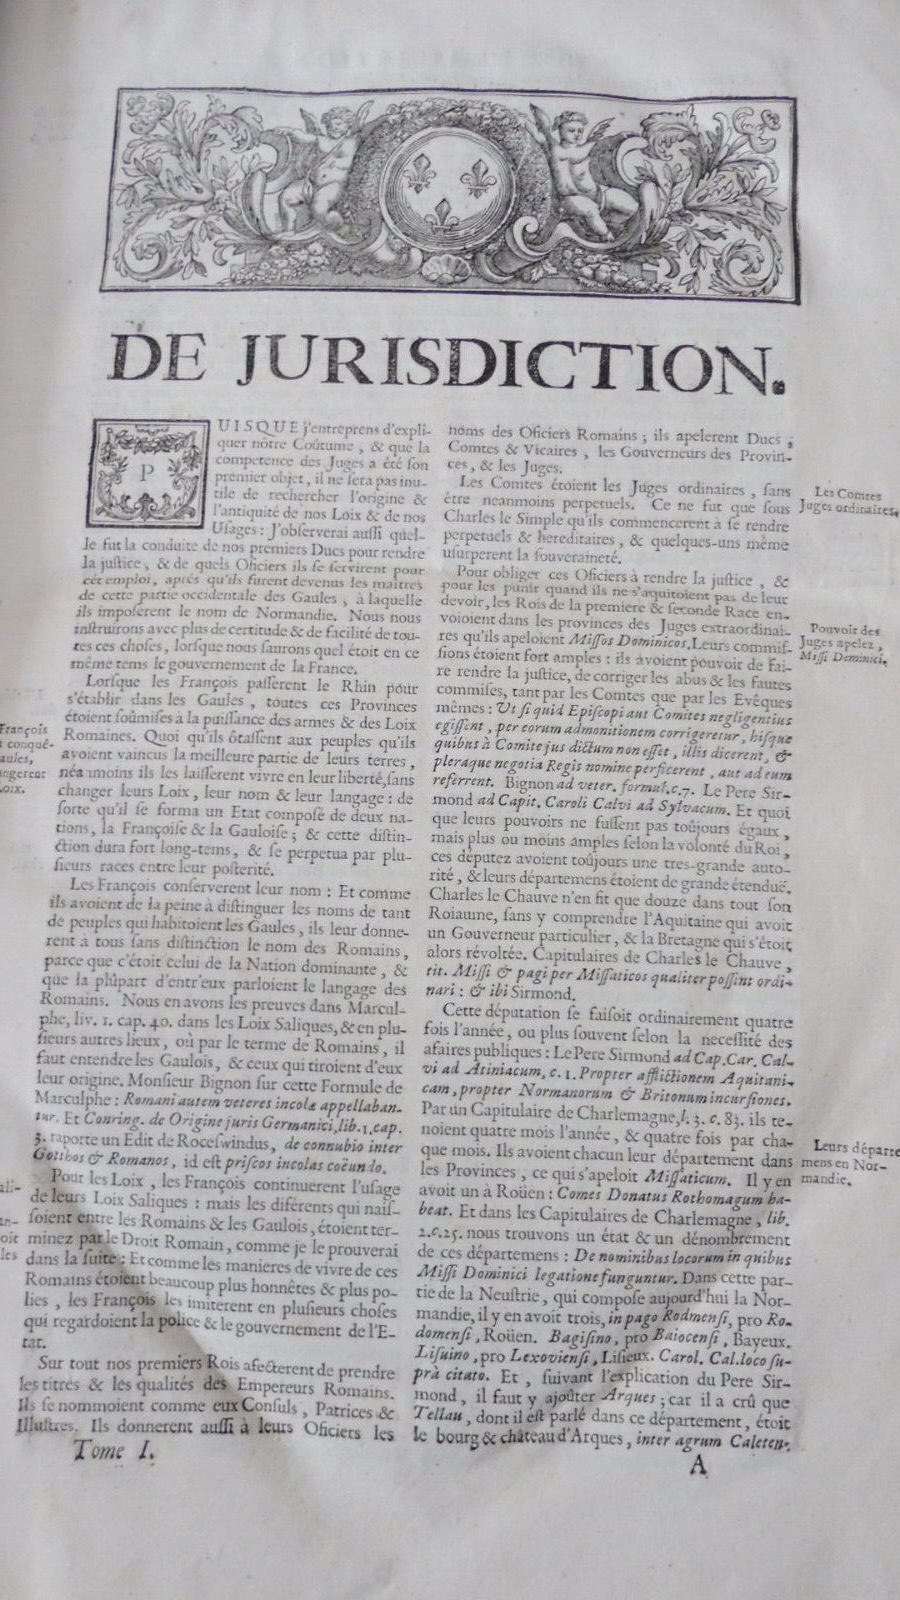 DE JURISDICTION.
PUISQUE j'entreprens d'expli-
quer nôtre Coûtume, & que la
competence des Juges a été son
premier objet, il ne sera pas inu-
tile de rechercher l'origine &
l'antiquité de nos Loix & de nos
Usages: J'observerai aussi quel-
le fut la conduite de nos premiers Ducs pour rendre
la justice, & de quels Oficiers ils se servirent pour
cét emploi, aprés qu'ils furent devenus les maîtres
de cette partie occidentale des Gaules, à laquelle
ils imposerent le nom de Normandie. Nous nous
instruirons avec plus de certitude & de facilité de tou-
tes ces choses, lorsque nous saurons quel étoit en ce
même tems le gouvernement de la France.
Lorsque les François passerent le Rhin pour
s'établir dans les Gaules, toutes ces Provinces
étoient soûmises à la puissance des armes & des Loix
Romaines. Quoi qu'ils ôtassent aux peuples qu'ils
avoient vaincus la meilleure partie de leurs terres,
néa moins ils les laisserent vivre en leur liberté, sans
changer leurs Loix, leur nom & leur langage: de
sorte qu'il se forma un Etat composé de deux na-
tions, la Françoise & la Gauloise; & cette distin-
ction dura fort long-tems, & se perpetua par plu-
sieurs races entre leur posterité.
Les François conserverent leur nom: Et comme
ils avoient de la peine à distinguer les noms de tant
de peuples qui habitoient les Gaules, ils leur donne-
rent à tous sans distinction le nom des Romains,
parce que c'étoit celui de la Nation dominante, &
que la plûpart d'entr'eux parloient le langage des
Romains. Nous en avons les preuves dans Marcul-
phe, liv. 1. cap. 40. dans les Loix Saliques, & en plu-
sieurs autres lieux, où par le terme de Romains, il
faut entendre les Gaulois, & ceux qui tiroient d'eux
leur origine. Monsieur Bignon sur cette Formule de
Marculphe: Romani autem veteres incolæ appellaban-
tur. Et Conring. de Origine juris Germanici, lib. 1. cap.
3. raporte un Edit de Roceswindus, de connubio inter
Gotthos & Romanos, id est priscos incolas coëundo.
Pour les Loix, les François continuerent l'usage
de leurs Loix Saliques: mais les diférents qui nais-
soient entre les Romains & les Gaulois, étoient ter-
minez par le Droit Romain, comme je le prouverai
dans la suite: Et comme les manieres de vivre de ces
Romains étoient beaucoup plus honnêtes & plus po-
lies, les François les imiterent en plusieurs choses
qui regardoient la police & le gouvernement de l'E-
tat.
Sur tout nos premiers Rois afecterent de prendre
les titres & les qualités des Empereurs Romains.
Ils se nommoient comme eux Consuls, Patrices &
Illustres. Ils donnerent aussi à leurs Oficiers les
Tome I.
François
conqué-
aules,
ngerent
oix.
ali-
an-
oit
les
noms des Oficiers Romains; ils apelerent Ducs,
Comtes & Vicaires, les Gouverneurs des Provin-
ces, & les Juges.
Les Comtes étoient les Juges ordinaires, sans
être neanmoins perpetuels. Ce ne fut que sous
Charles le Simple qu'ils commencerent à se rendre
perpetuels & hereditaires, & quelques-uns même
usurperent la souveraineté.
Pour obliger ces Oficiers à rendre la justice, &
pour les punir quand ils ne s'aquitoient pas de leur
devoir, les Rois de la premiere & seconde Race en-
voioient dans les provinces des Juges extraordinai-
res qu'ils apeloient Missos Dominicos. Leurs commis-
sions étoient fort amples: ils avoient pouvoir de fai-
re rendre la justice, de corriger les abus & les fautes
commises, tant par les Comtes que par les Evêques
mêmes: Ut si quid Episcopi aut Comites negligentius
egissent, per eorum admonitionem corrigeretur, hisque
quibus à Comite jus dictum non esset, illis dicerent, &
pleraque negotia Regis nomine perficerent, aut ad eum
referrent. Bignon ad veter. formul. c. 7. Le Pere Sir-
mond ad Capit. Caroli Calvi ad Sylvacum. Et quoi
que leurs pouvoirs ne fussent pas toûjours égaux,
mais plus ou moins amples selon la volonté du Roi,
ces députez avoient toûjours une tres-grande auto-
rité, & leurs départemens étoient de grande étenduë.
Charles le Chauve n'en fit que douze dans tout son
Roiaume, sans y comprendre l'Aquitaine qui avoit
un Gouverneur particulier, & la Bretagne qui s'étoit
alors révoltée. Capitulaires de Charles le Chauve,
tit. Missi & pagi per Missaticos qualiter possint ordi-
nari: & ibi Sirmond.
Cette députation se faisoit ordinairement quatre
fois l'année, ou plus souvent selon la necessité des
afaires publiques: Le Pere Sirmond ad Cap. Car. Cal-
vi ad Atiniacum, c. 1. Propter afflictionem Aquitani-
cam, propter Normanorum & Britonum incursiones.
Par un Capitulaire de Charlemagne, l. 3. c. 83. ils te-
noient quatre mois l'année, & quatre fois par cha-
que mois. Ils avoient chacun leur département dans
les Provinces, ce qui s'apeloit Missaticum. Il y en
avoit un à Roüen: Comes Donatus Rothomagum ha-
beat. Et dans les Capitulaires de Charlemagne, lib.
2. c. 25. nous trouvons un état & un dénombrement
de ces départemens: De nominibus locorum in quibus
Missi Dominici legatione funguntur. Dans cette par-
tie de la Neustrie, qui compose aujourd'hui la Nor-
mandie, il y en avoit trois, in pago Rodmensi, pro Ro-
domensi, Roüen. Bagisino, pro Baiocensi, Bayeux.
Lisuino, pro Lexoviensi, Lisieux. Carol. Cal. loco su-
prà citato. Et, suivant l'explication du Pere Sir-
mond, il faut y ajoûter Arques; car il a crû que
Tellau, dont il est parlé dans ce département, étoit
le bourg & château d'Arques, inter agrum Caleten-
A
Les Comtes
Juges ordinaires.
Pouvoir des
Juges apelez,
Missi Dominici.
Leurs départe
mens en Nor-
mandie.